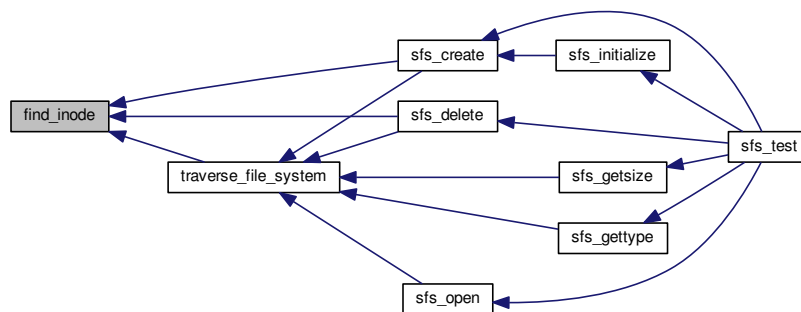 find_inode
sfs_create
sfs_initialize
sfs_delete
sfs_test
traverse_file_system
sfs_getsize
sfs_gettype
sfs_open